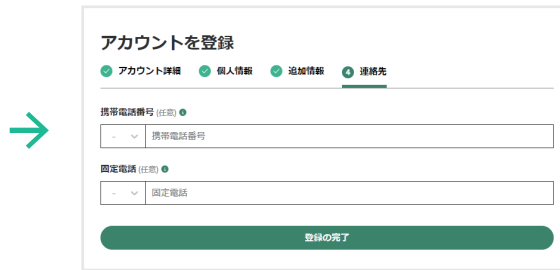 アカウントを登録
アカウント詳細 個人情報 追加情報 4 連絡先
携帯電話番号 (任意)
- 携帯電話番号
固定電話 (任意)
- 固定電話
登録の完了